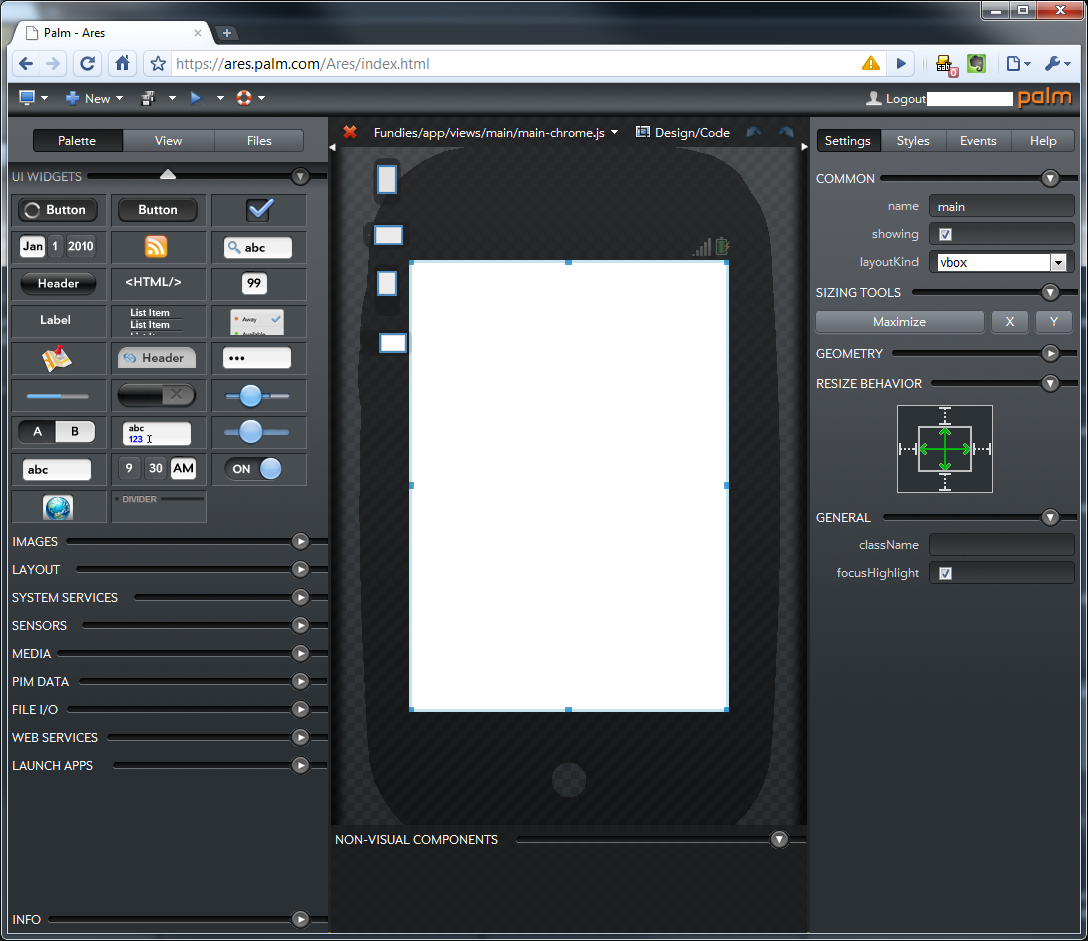 Palm - Ares
https://ares.palm.com/Ares/index.html
sab
0
New
Logout
palm
Palette View Files
Fundies/app/views/main/main-chrome.js
Design/Code
Settings Styles Events Help
UI WIDGETS
Button Button
Jan 1 2010 abc
Header <HTML/> 99
Label
List Item
List Item
List Item
Away
Available
Header •••
A B
abc
123
abc 9 30 AM ON
DIVIDER
IMAGES
LAYOUT
SYSTEM SERVICES
SENSORS
MEDIA
PIM DATA
FILE I/O
WEB SERVICES
LAUNCH APPS
INFO
NON-VISUAL COMPONENTS
COMMON
name main
showing
layoutKind vbox
SIZING TOOLS
Maximize X Y
GEOMETRY
RESIZE BEHAVIOR
GENERAL
className
focusHighlight